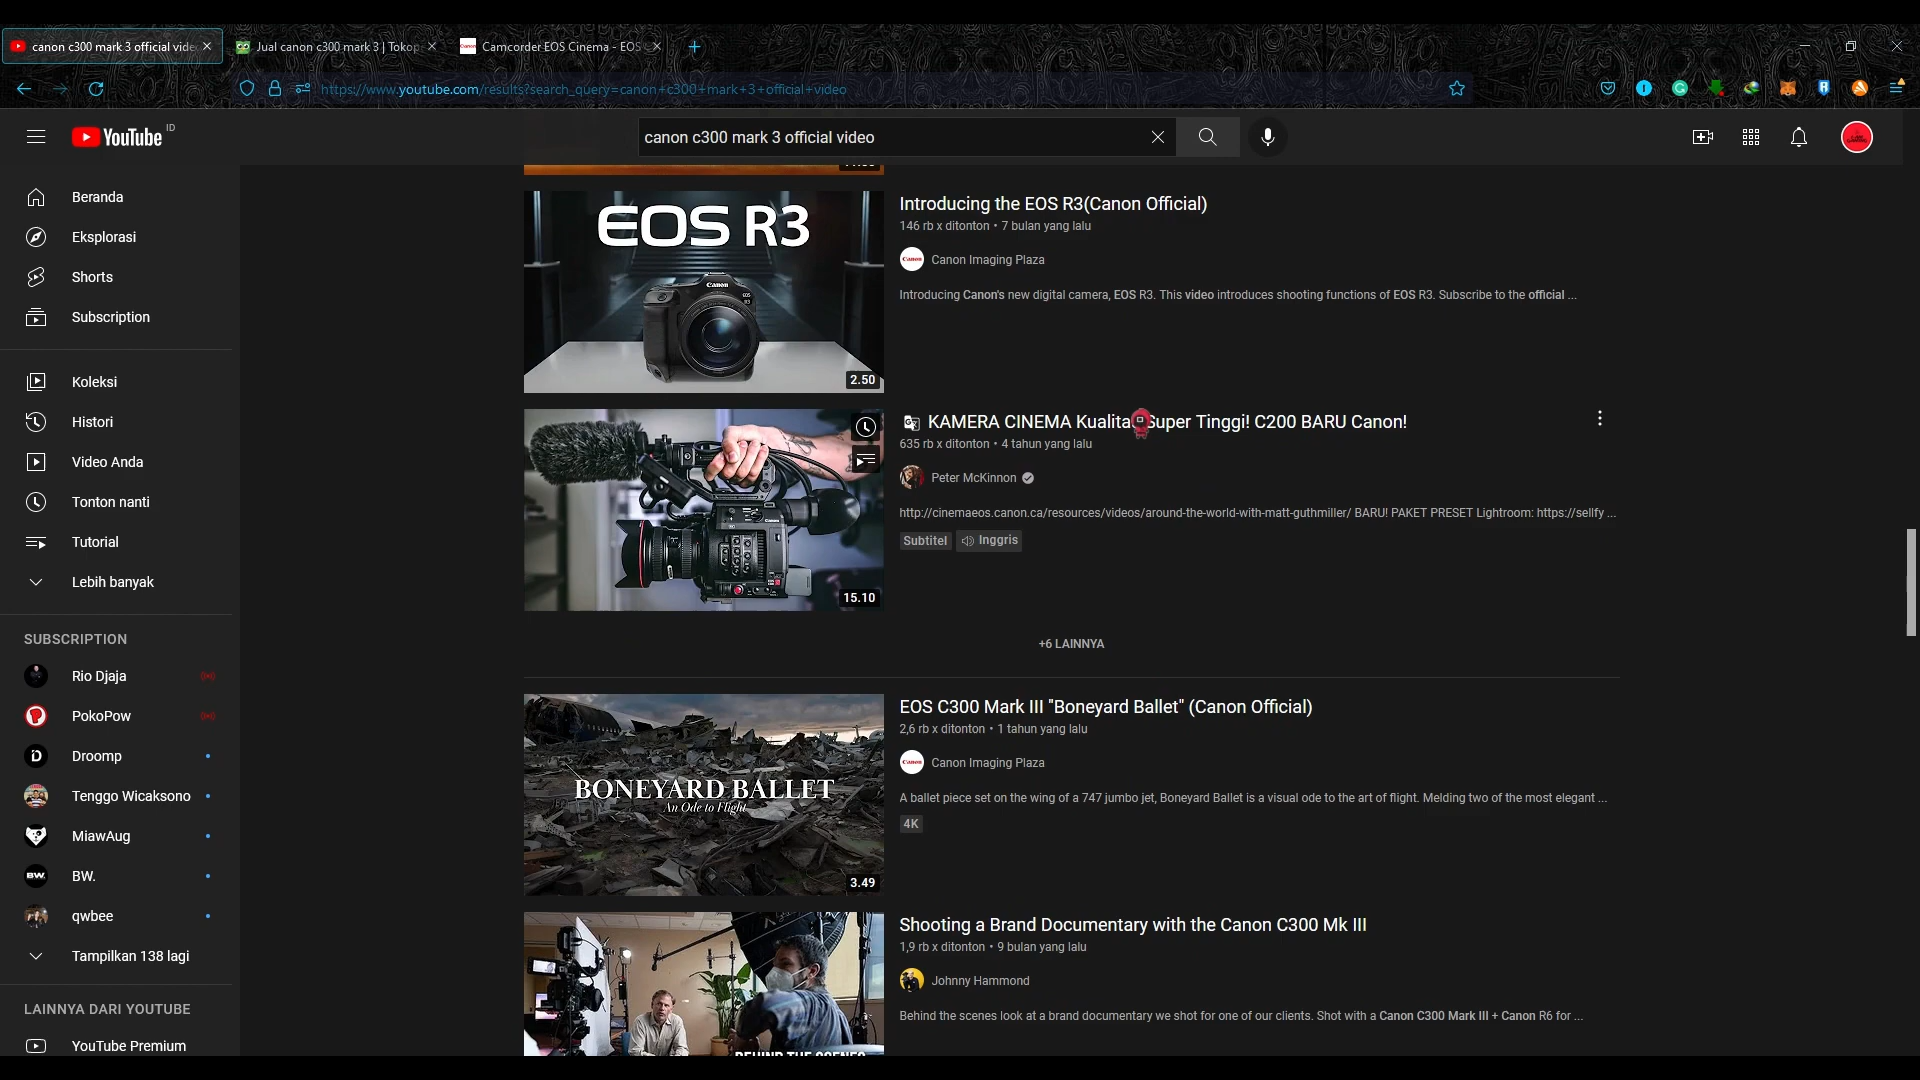 canon c300 mark 3 official vide
Jual canon c300 mark 3 | Tokop
Camcorder EOS Cinema - EOS
https://www.youtube.com/results?search_query=canon+c300+mark+3+official+video
YouTube
ID
canon c300 mark 3 official video
Beranda
Eksplorasi
Shorts
Subscription
Koleksi
Histori
Video Anda
Tonton nanti
Tutorial
Lebih banyak
SUBSCRIPTION
Rio Djaja
PokoPow
Droomp
Tenggo Wicaksono
MiawAug
BW.
BW.
qwbee
Tampilkan 138 lagi
LAINNYA DARI YOUTUBE
YouTube Premium
EOS R3
Canon
2.50
Introducing the EOS R3(Canon Official)
146 rb x ditonton • 7 bulan yang lalu
Canon
Canon Imaging Plaza
Introducing Canon's new digital camera, EOS R3. This video introduces shooting functions of EOS R3. Subscribe to the official ...
15.10
KAMERA CINEMA Kualitas Super Tinggi! C200 BARU Canon!
635 rb x ditonton • 4 tahun yang lalu
Peter McKinnon
http://cinemaeos.canon.ca/resources/videos/around-the-world-with-matt-guthmiller/ BARU! PAKET PRESET Lightroom: https://sellfy ...
Subtitel
Inggris
+6 LAINNYA
BONEYARD BALLET
An Ode to Flight
3.49
EOS C300 Mark III "Boneyard Ballet" (Canon Official)
2,6 rb x ditonton • 1 tahun yang lalu
Canon
Canon Imaging Plaza
A ballet piece set on the wing of a 747 jumbo jet, Boneyard Ballet is a visual ode to the art of flight. Melding two of the most elegant ...
4K
BEHIND THE SCENES
Shooting a Brand Documentary with the Canon C300 Mk III
1,9 rb x ditonton • 9 bulan yang lalu
Johnny Hammond
Behind the scenes look at a brand documentary we shot for one of our clients. Shot with a Canon C300 Mark III + Canon R6 for ...